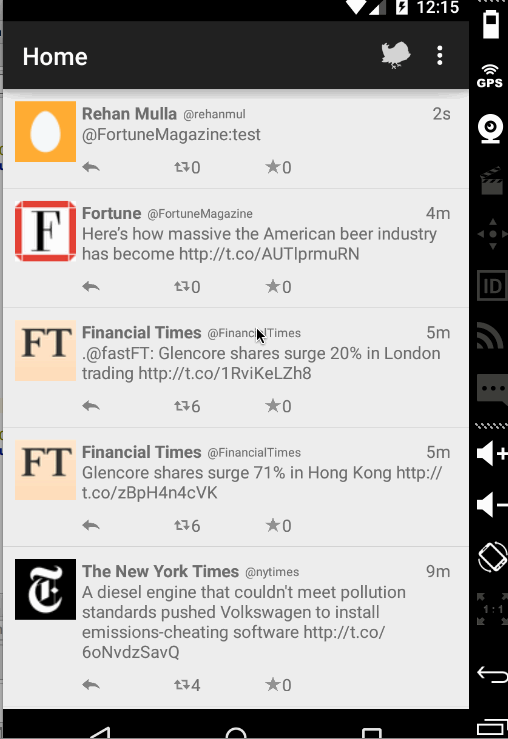 12:15
Home
GPS
Rehan Mulla @rehanmul 2s
@FortuneMagazine:test
0 0
F
Fortune @FortuneMagazine 4m
Here's how massive the American beer industry
has become http://t.co/AUTlprmuRN
0 0
FT
Financial Times @FinancialTimes 5m
.@fastFT: Glencore shares surge 20% in London
trading http://t.co/1RviKeLZh8
6 0
FT
Financial Times @FinancialTimes 5m
Glencore shares surge 71% in Hong Kong http://
t.co/zBpH4n4cVK
6 0
T
The New York Times @nytimes 9m
A diesel engine that couldn't meet pollution
standards pushed Volkswagen to install
emissions-cheating software http://t.co/
6oNvdzSavQ
4 0
ID
1:1